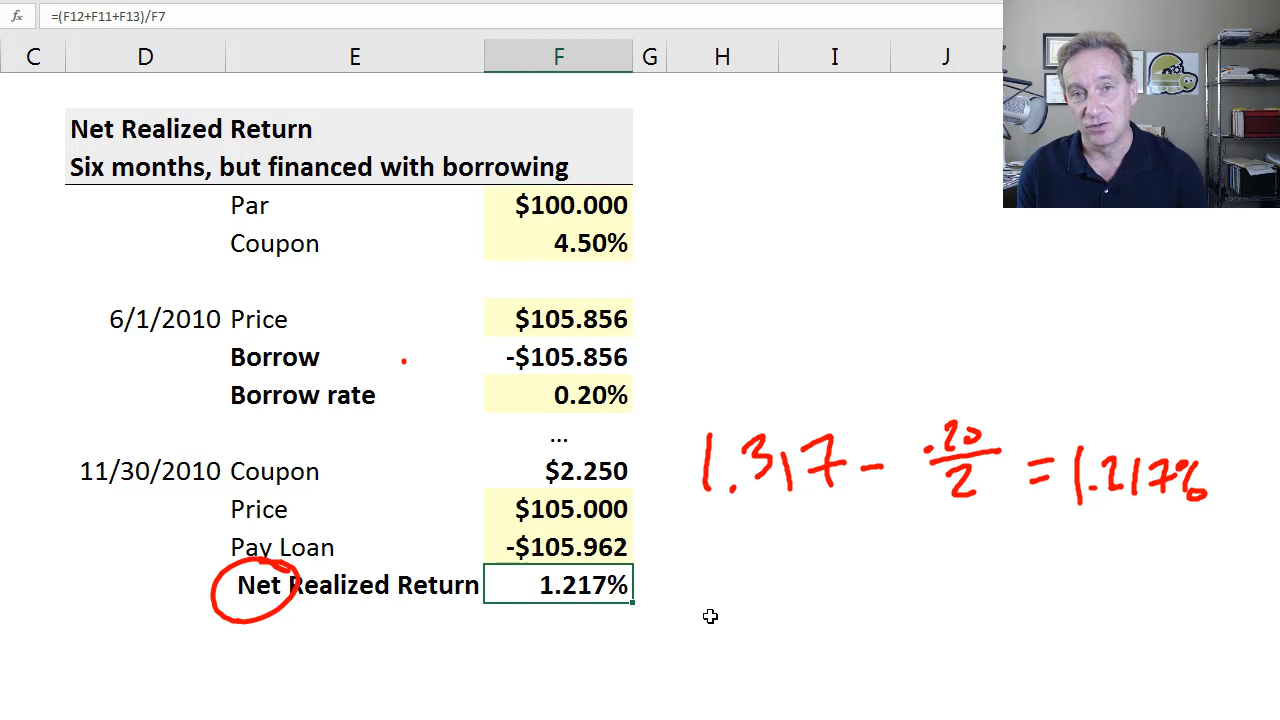 fx =(F12+F11+F13)/F7
C D E F G H I J
Net Realized Return
Six months, but financed with borrowing
Par $100.000
Coupon 4.50%
6/1/2010 Price $105.856
Borrow -$105.856
Borrow rate 0.20%
...
11/30/2010 Coupon $2.250
Price $105.000
Pay Loan -$105.962
Net Realized Return 1.217%
1.317 - .20/2 = 1.217%